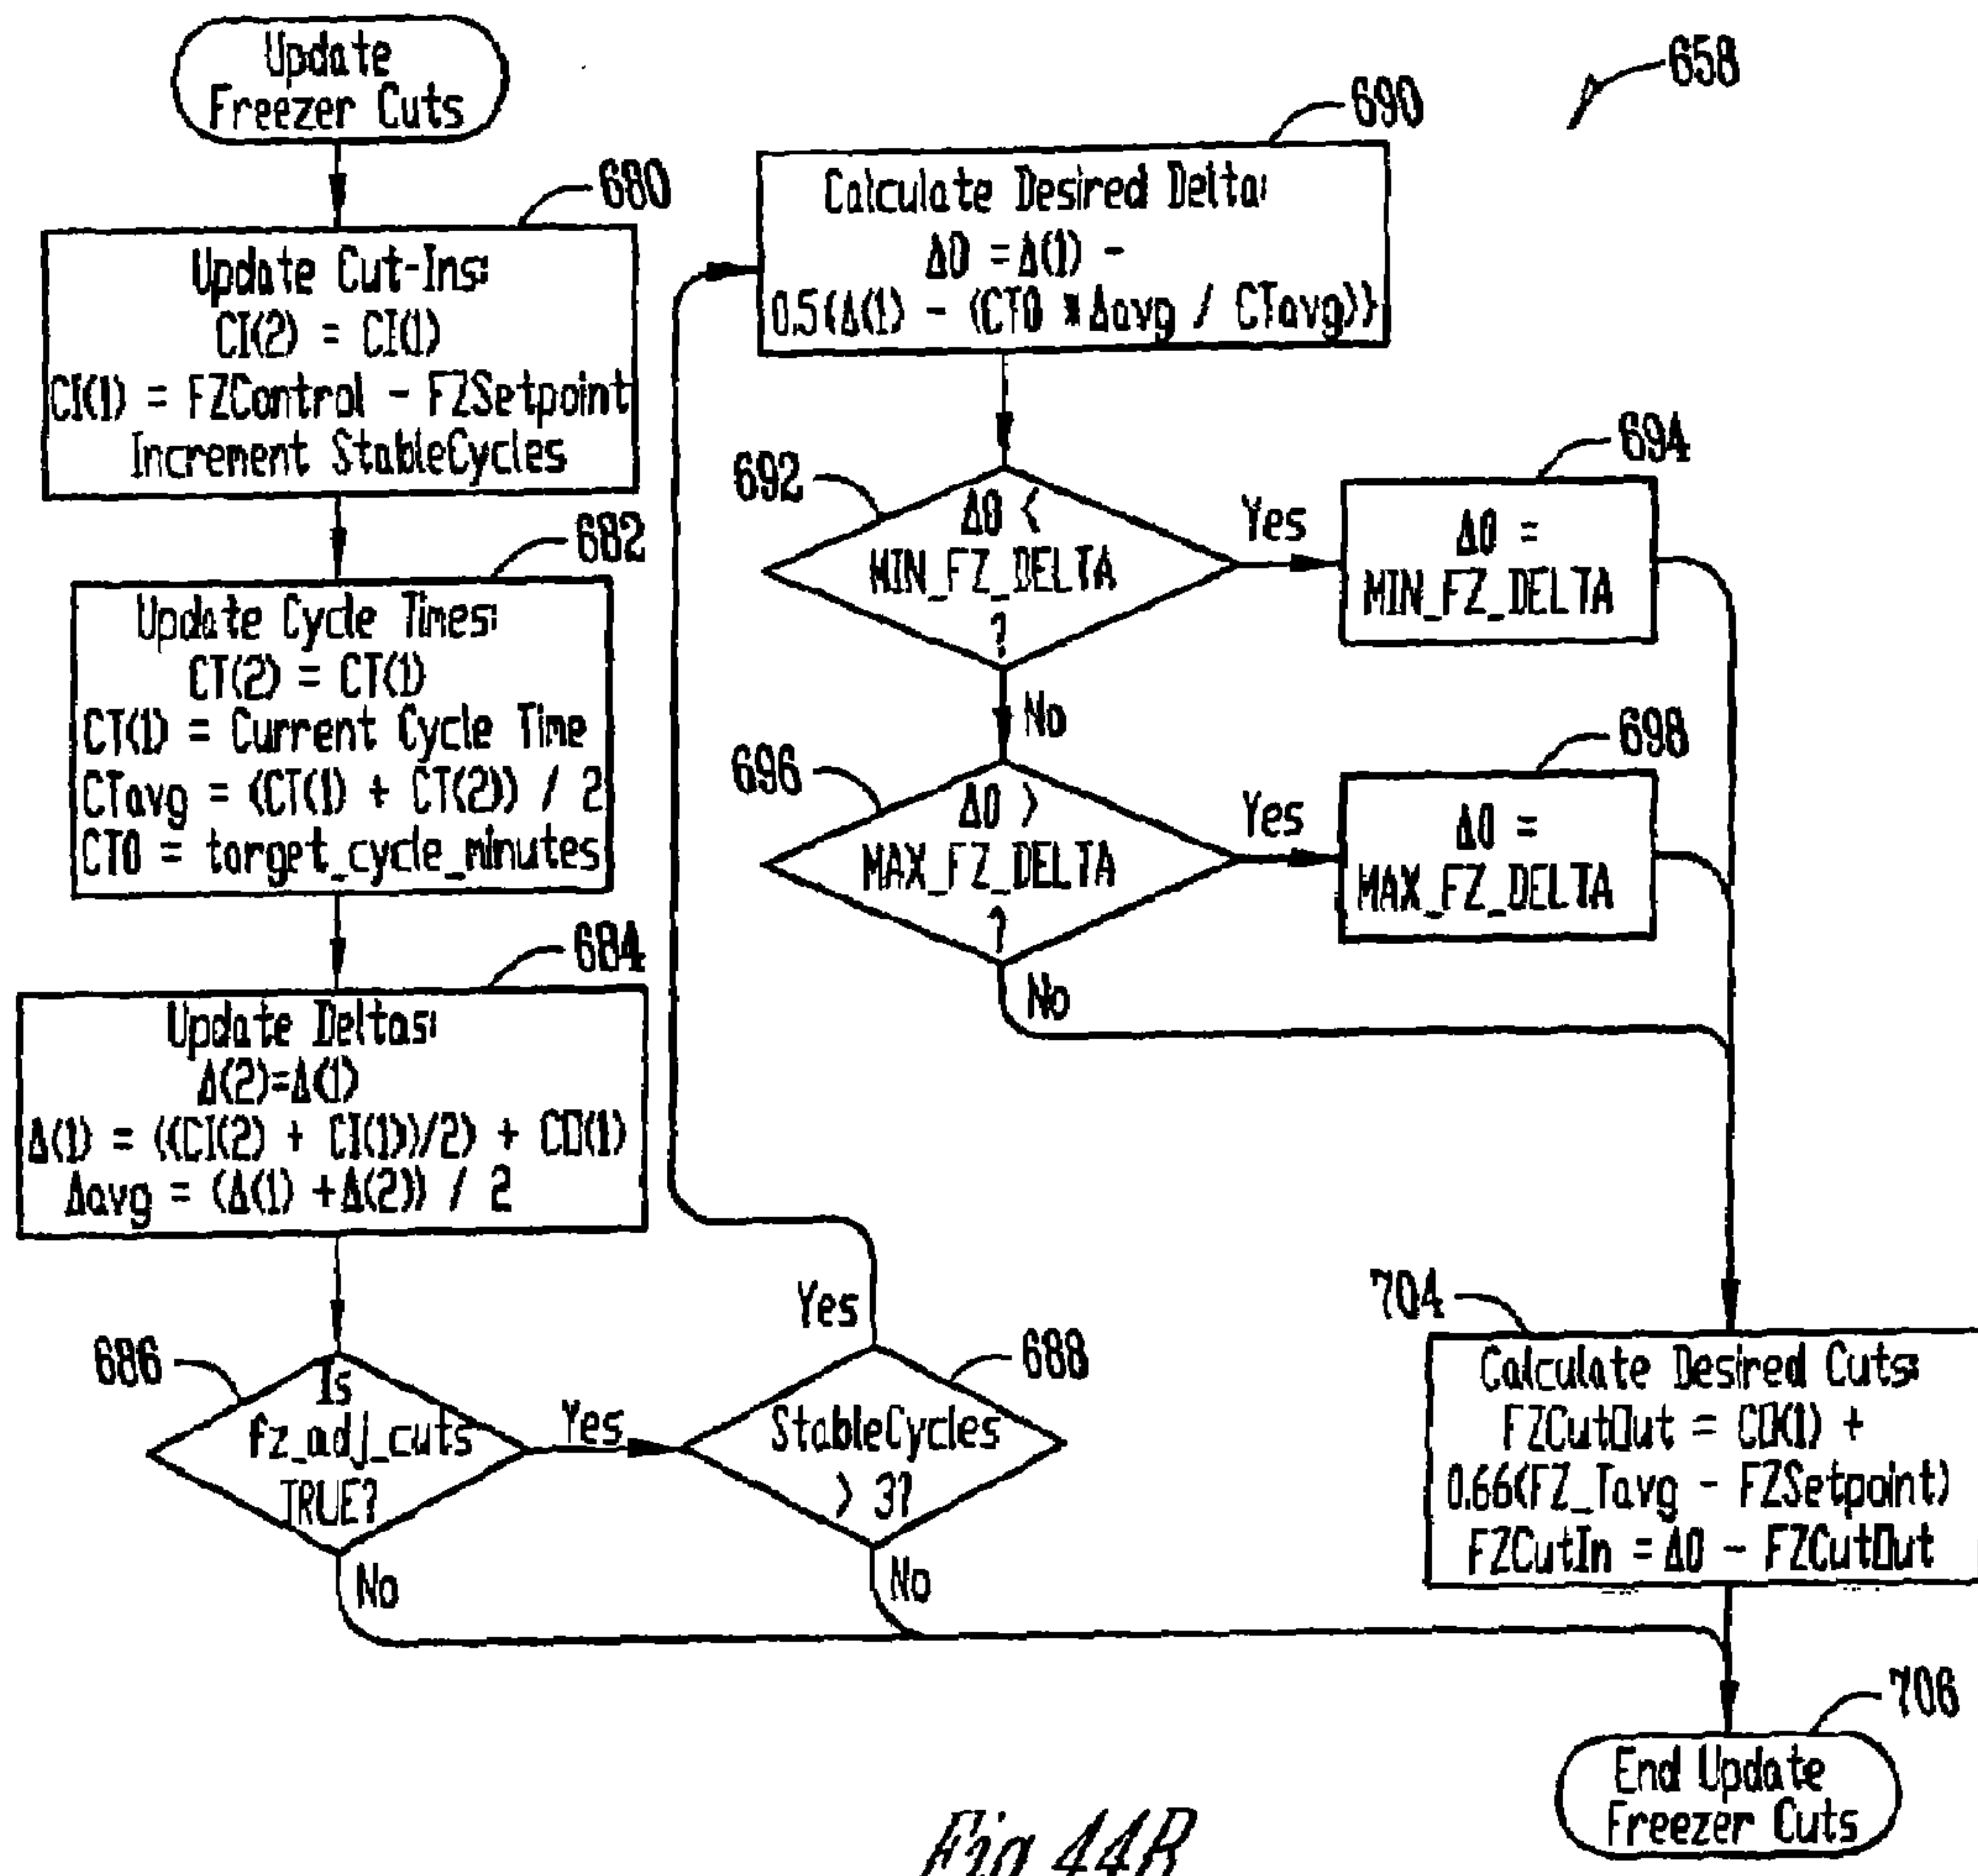 Update
Freezer Cuts
680
Update Cut-Ins:
CI(2) = CI(1)
CI(1) = FZControl - FZSetpoint
Increment StableCycles
682
Update Cycle Times:
CT(2) = CT(1)
CT(1) = Current Cycle Time
CTavg = (CT(1) + CT(2)) / 2
CT0 = target_cycle_minutes
684
Update Deltas:
Δ(2)=Δ(1)
Δ(1) = ((CI(2) + CI(1))/2) + CO(1)
Δavg = (Δ(1) +Δ(2)) / 2
686
Is
fz_adj_cuts
TRUE?
Yes
No
688
StableCycles
> 3?
Yes
No
658
690
Calculate Desired Delta:
Δ0 = Δ(1) -
0.5(Δ(1) - (CT0 * Δavg / CTavg))
692
Δ0 <
MIN_FZ_DELTA
?
Yes
No
694
Δ0 =
MIN_FZ_DELTA
696
Δ0 >
MAX_FZ_DELTA
?
Yes
No
698
Δ0 =
MAX_FZ_DELTA
704
Calculate Desired Cuts:
FZCutOut = CO(1) +
0.66(FZ_Tavg - FZSetpoint)
FZCutIn = Δ0 - FZCutOut
706
End Update
Freezer Cuts
Fig 44B